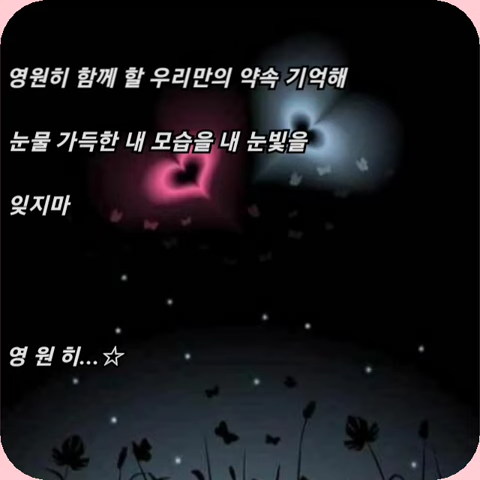 영원히 함께 할 우리만의 약속 기억해
눈물 가득한 내 모습을 내 눈빛을
잊지마
영 원 히...☆